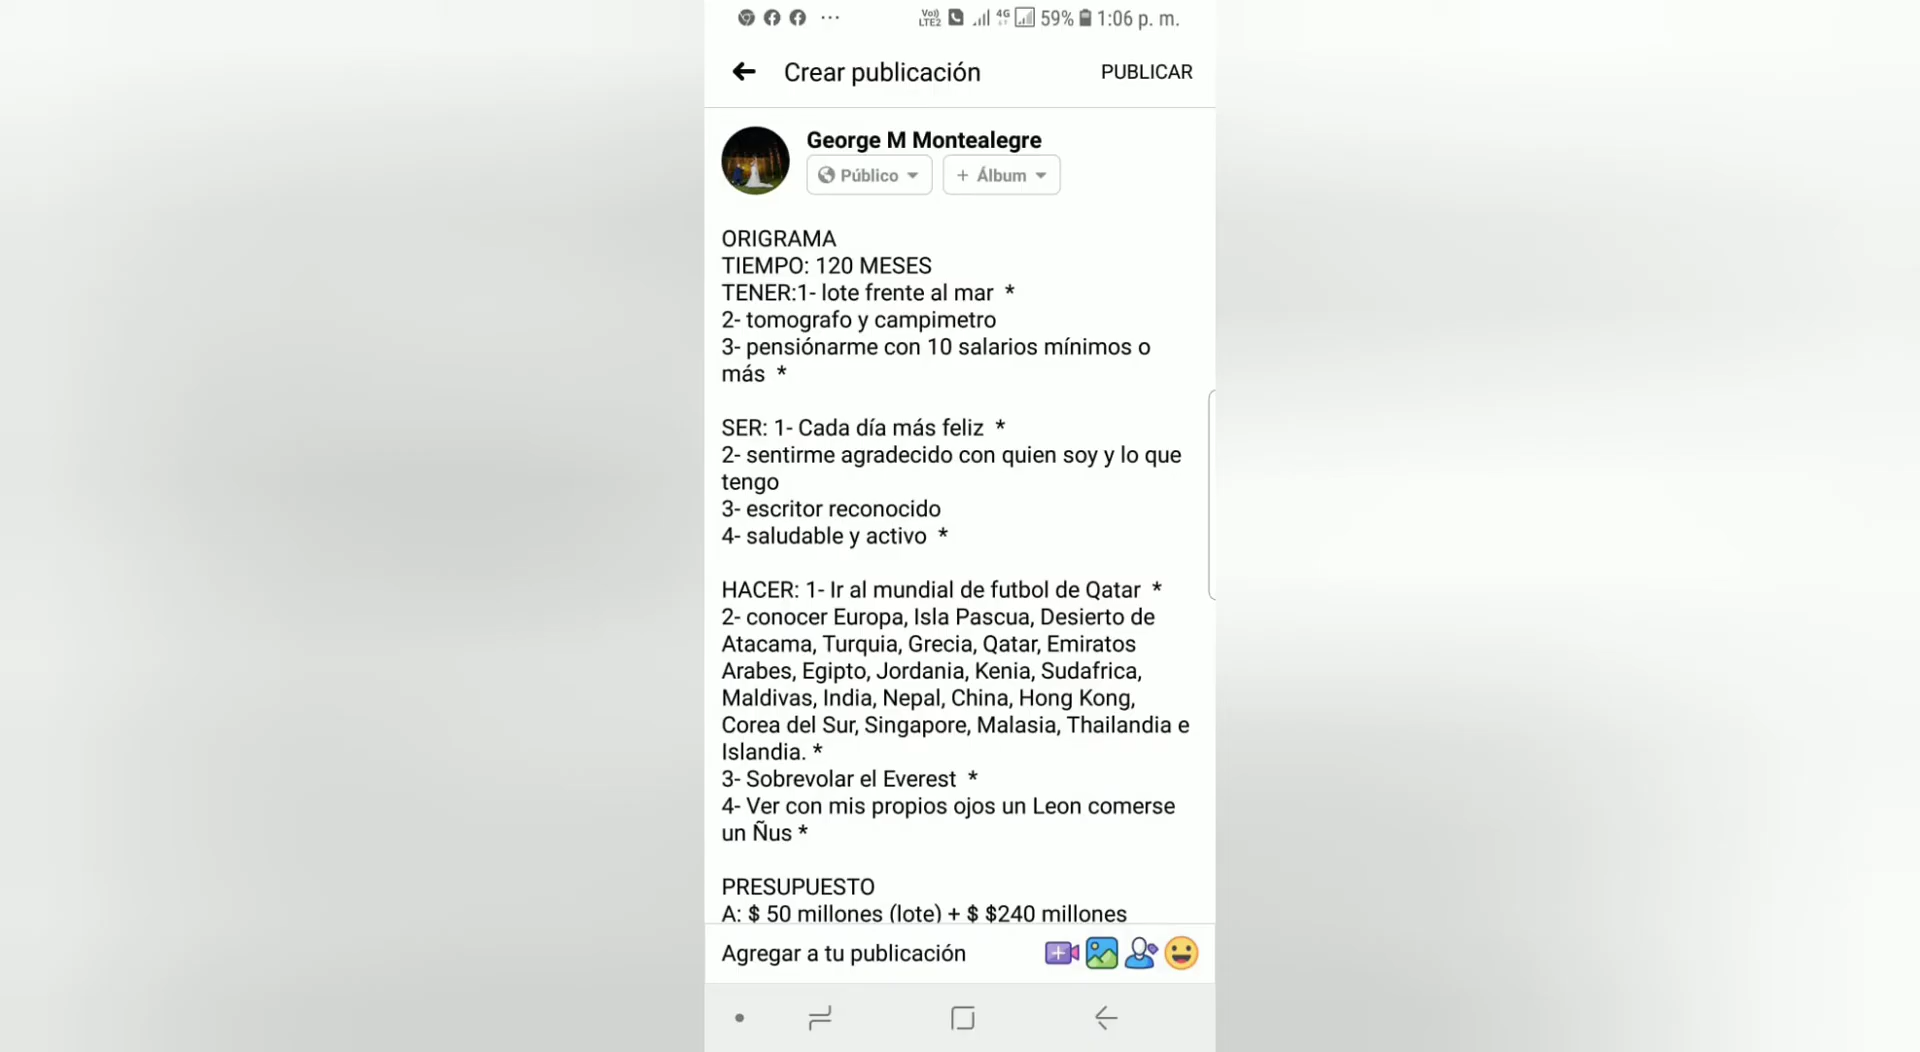 Vo)) LTE2 4G 59% 1:06 p. m.
Crear publicación PUBLICAR
George M Montealegre
Público + Álbum
ORIGRAMA
TIEMPO: 120 MESES
TENER:1- lote frente al mar *
2- tomografo y campimetro
3- pensiónarme con 10 salarios mínimos o
más *
SER: 1- Cada día más feliz *
2- sentirme agradecido con quien soy y lo que
tengo
3- escritor reconocido
4- saludable y activo *
HACER: 1- Ir al mundial de futbol de Qatar *
2- conocer Europa, Isla Pascua, Desierto de
Atacama, Turquia, Grecia, Qatar, Emiratos
Arabes, Egipto, Jordania, Kenia, Sudafrica,
Maldivas, India, Nepal, China, Hong Kong,
Corea del Sur, Singapore, Malasia, Thailandia e
Islandia. *
3- Sobrevolar el Everest *
4- Ver con mis propios ojos un Leon comerse
un Ñus *
PRESUPUESTO
A: $ 50 millones (lote) + $ $240 millones
Agregar a tu publicación